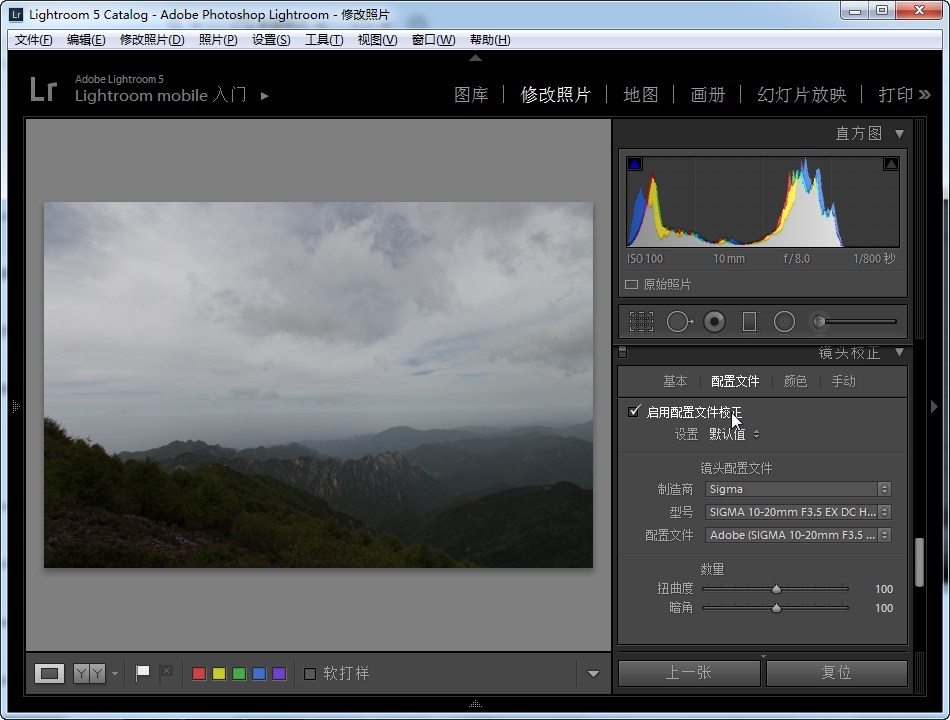 Lr Lightroom 5 Catalog - Adobe Photoshop Lightroom - 修改照片
文件(F) 编辑(E) 修改照片(D) 照片(P) 设置(S) 工具(T) 视图(V) 窗口(W) 帮助(H)
Lr
Adobe Lightroom 5
Lightroom mobile 入门
图库 | 修改照片 | 地图 | 画册 | 幻灯片放映 | 打印
直方图
ISO 100 10 mm f / 8.0 1/800 秒
原始照片
镜头校正
基本 配置文件 颜色 手动
启用配置文件校正
设置 默认值
镜头配置文件
制造商 Sigma
型号 SIGMA 10-20mm F3.5 EX DC H...
配置文件 Adobe (SIGMA 10-20mm F3.5 ...
数量
扭曲度 100
暗角 100
YY 软打样
上一张 复位